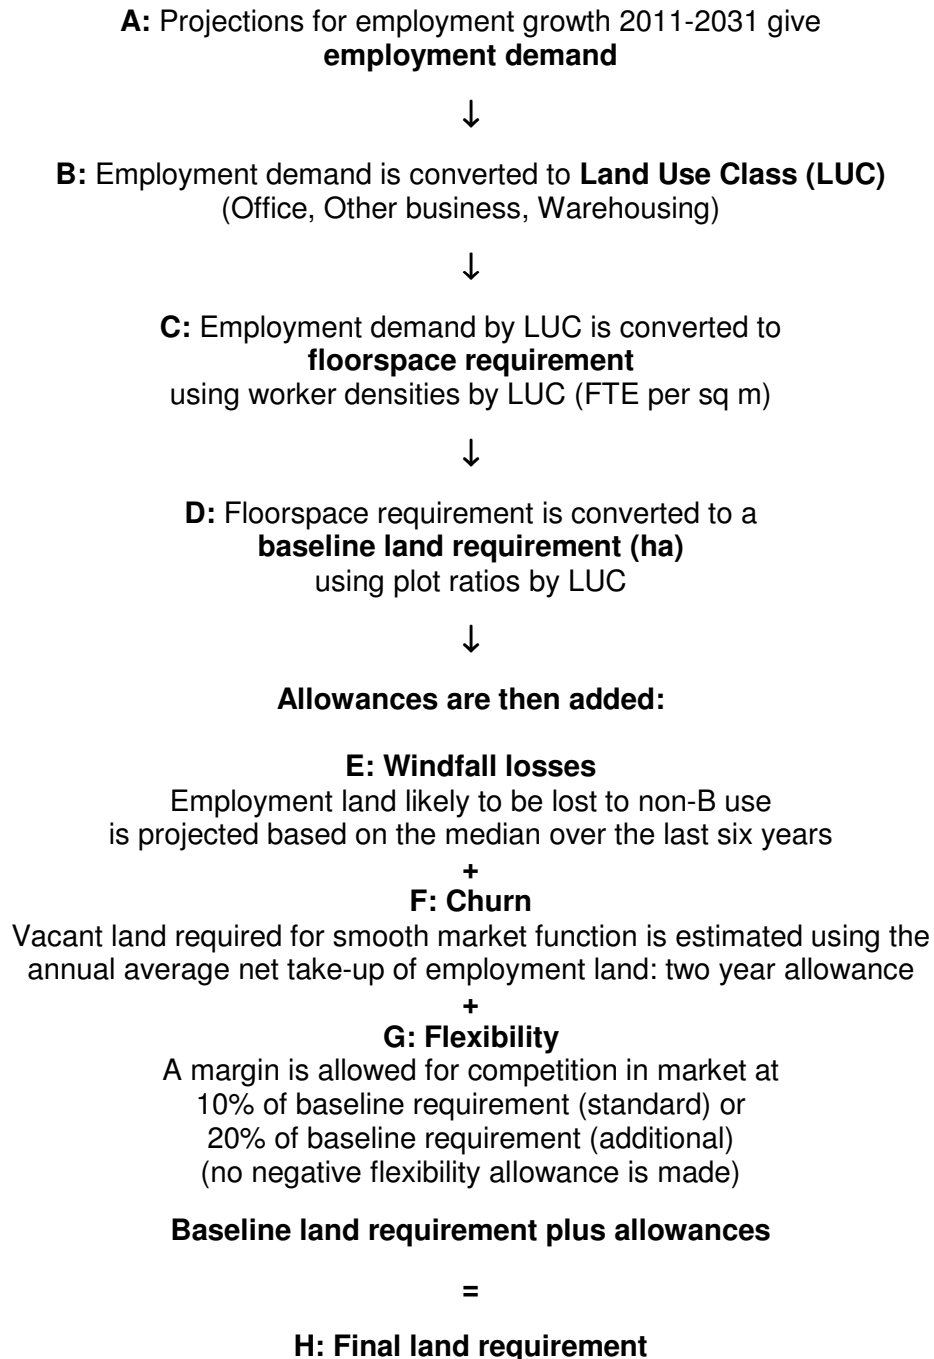 A: Projections for employment growth 2011-2031 give
employment demand
↓
B: Employment demand is converted to Land Use Class (LUC)
(Office, Other business, Warehousing)
↓
C: Employment demand by LUC is converted to
floorspace requirement
using worker densities by LUC (FTE per sq m)
↓
D: Floorspace requirement is converted to a
baseline land requirement (ha)
using plot ratios by LUC
↓
Allowances are then added:
E: Windfall losses
Employment land likely to be lost to non-B use
is projected based on the median over the last six years
+
F: Churn
Vacant land required for smooth market function is estimated using the
annual average net take-up of employment land: two year allowance
+
G: Flexibility
A margin is allowed for competition in market at
10% of baseline requirement (standard) or
20% of baseline requirement (additional)
(no negative flexibility allowance is made)
Baseline land requirement plus allowances
=
H: Final land requirement